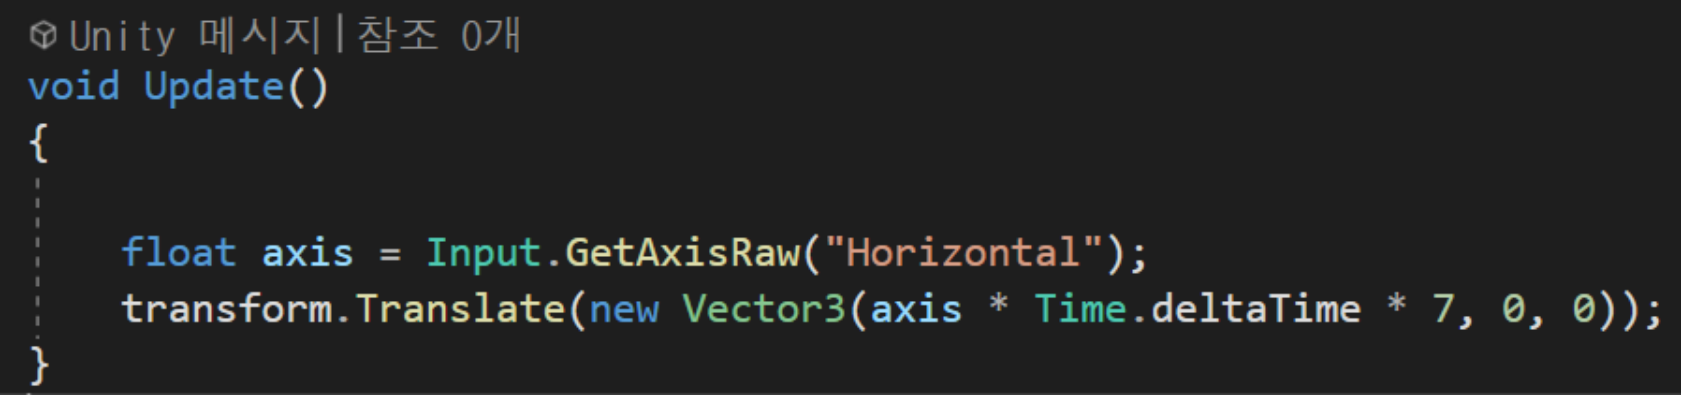 Unity 메시지|참조 0개
void Update()
{
float axis = Input.GetAxisRaw("Horizontal");
transform.Translate(new Vector3(axis * Time.deltaTime * 7, 0, 0));
}